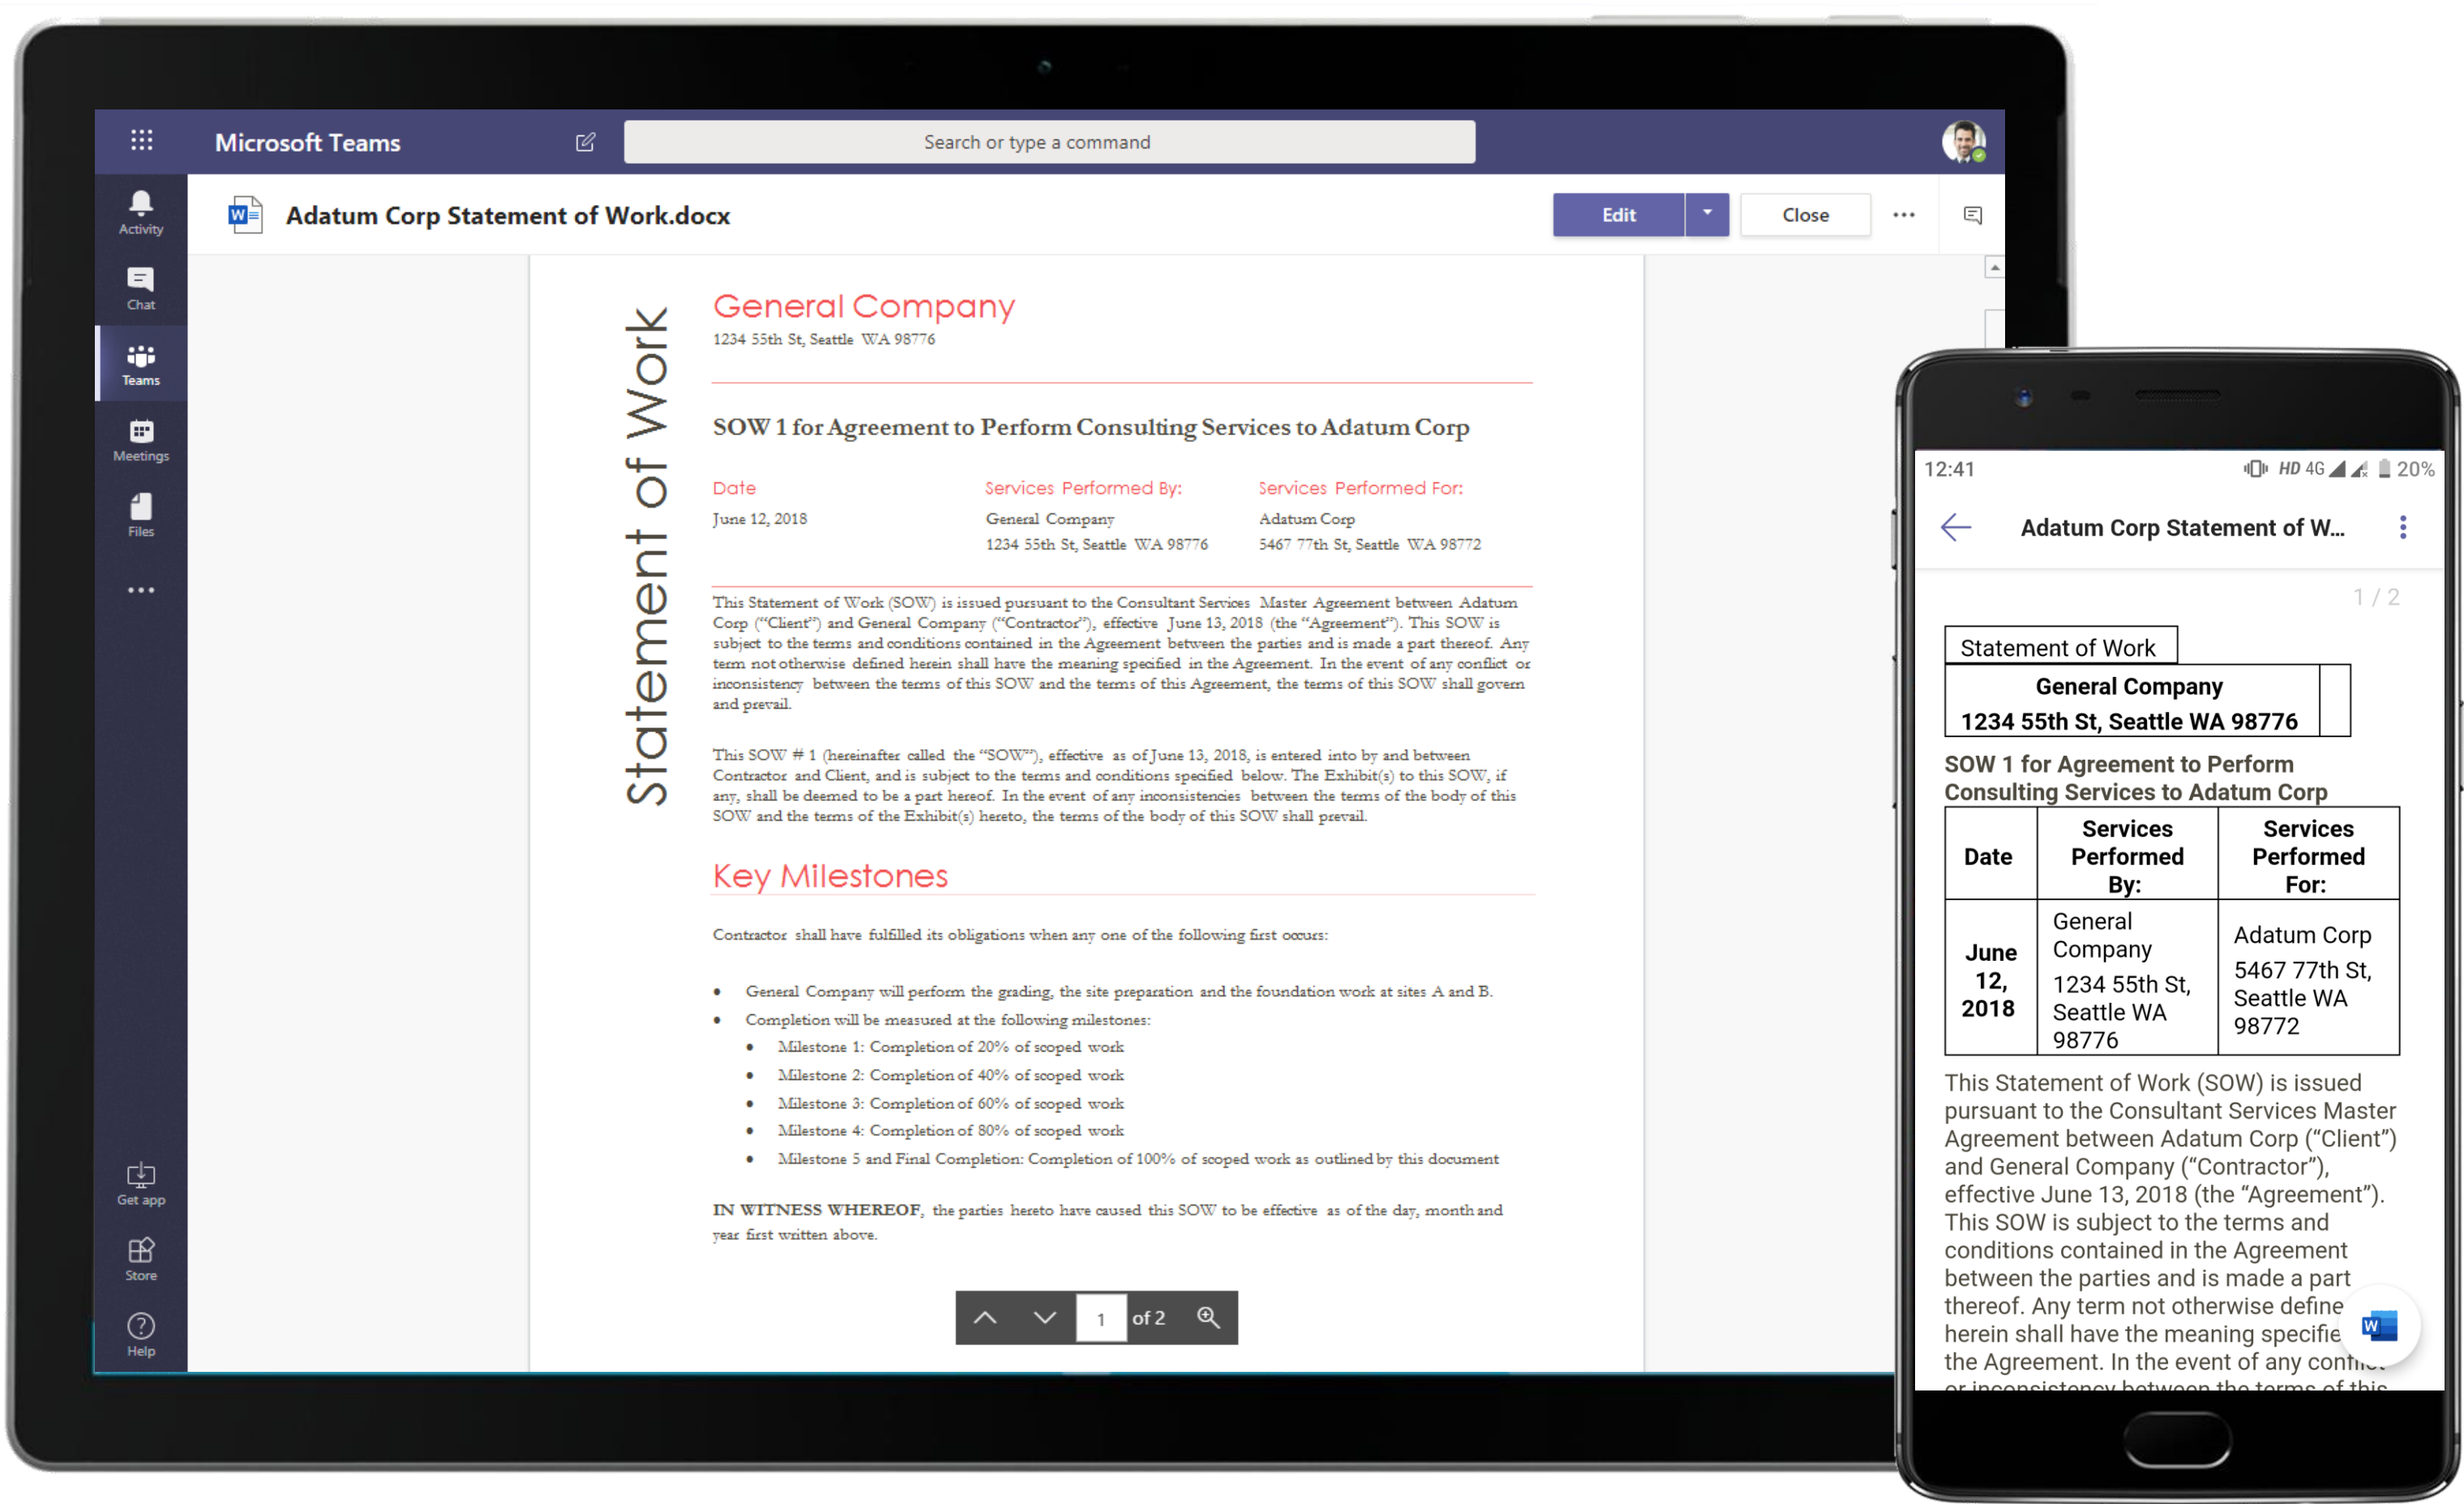 Microsoft Teams
Search or type a command
Activity
Chat
Teams
Meetings
Files
Get app
Store
Help
Adatum Corp Statement of Work.docx
Edit
Close
Statement of Work
General Company
1234 55th St, Seattle WA 98776
SOW 1 for Agreement to Perform Consulting Services to Adatum Corp
Date
June 12, 2018
Services Performed By:
General Company
1234 55th St, Seattle WA 98776
Services Performed For:
Adatum Corp
5467 77th St, Seattle WA 98772
This Statement of Work (SOW) is issued pursuant to the Consultant Services Master Agreement between Adatum
Corp (“Client”) and General Company (“Contractor”), effective June 13, 2018 (the “Agreement”). This SOW is
subject to the terms and conditions contained in the Agreement between the parties and is made a part thereof. Any
term not otherwise defined herein shall have the meaning specified in the Agreement. In the event of any conflict or
inconsistency between the terms of this SOW and the terms of this Agreement, the terms of this SOW shall govern
and prevail.
This SOW # 1 (hereinafter called the “SOW”), effective as of June 13, 2018, is entered into by and between
Contractor and Client, and is subject to the terms and conditions specified below. The Exhibit(s) to this SOW, if
any, shall be deemed to be a part hereof. In the event of any inconsistencies between the terms of the body of this
SOW and the terms of the Exhibit(s) hereto, the terms of the body of this SOW shall prevail.
Key Milestones
Contractor shall have fulfilled its obligations when any one of the following first occurs:
• General Company will perform the grading, the site preparation and the foundation work at sites A and B.
• Completion will be measured at the following milestones:
• Milestone 1: Completion of 20% of scoped work
• Milestone 2: Completion of 40% of scoped work
• Milestone 3: Completion of 60% of scoped work
• Milestone 4: Completion of 80% of scoped work
• Milestone 5 and Final Completion: Completion of 100% of scoped work as outlined by this document
IN WITNESS WHEREOF, the parties hereto have caused this SOW to be effective as of the day, month and
year first written above.
1 of 2
12:41
HD 4G 20%
Adatum Corp Statement of W...
1 / 2
Statement of Work
General Company
1234 55th St, Seattle WA 98776
SOW 1 for Agreement to Perform
Consulting Services to Adatum Corp
Date
Services
Performed
By:
Services
Performed
For:
June
12,
2018
General
Company
1234 55th St,
Seattle WA
98776
Adatum Corp
5467 77th St,
Seattle WA
98772
This Statement of Work (SOW) is issued
pursuant to the Consultant Services Master
Agreement between Adatum Corp (“Client”)
and General Company (“Contractor”),
effective June 13, 2018 (the “Agreement”).
This SOW is subject to the terms and
conditions contained in the Agreement
between the parties and is made a part
thereof. Any term not otherwise define
herein shall have the meaning specifie
the Agreement. In the event of any conflict
or inconsistency between the terms of this
W
W